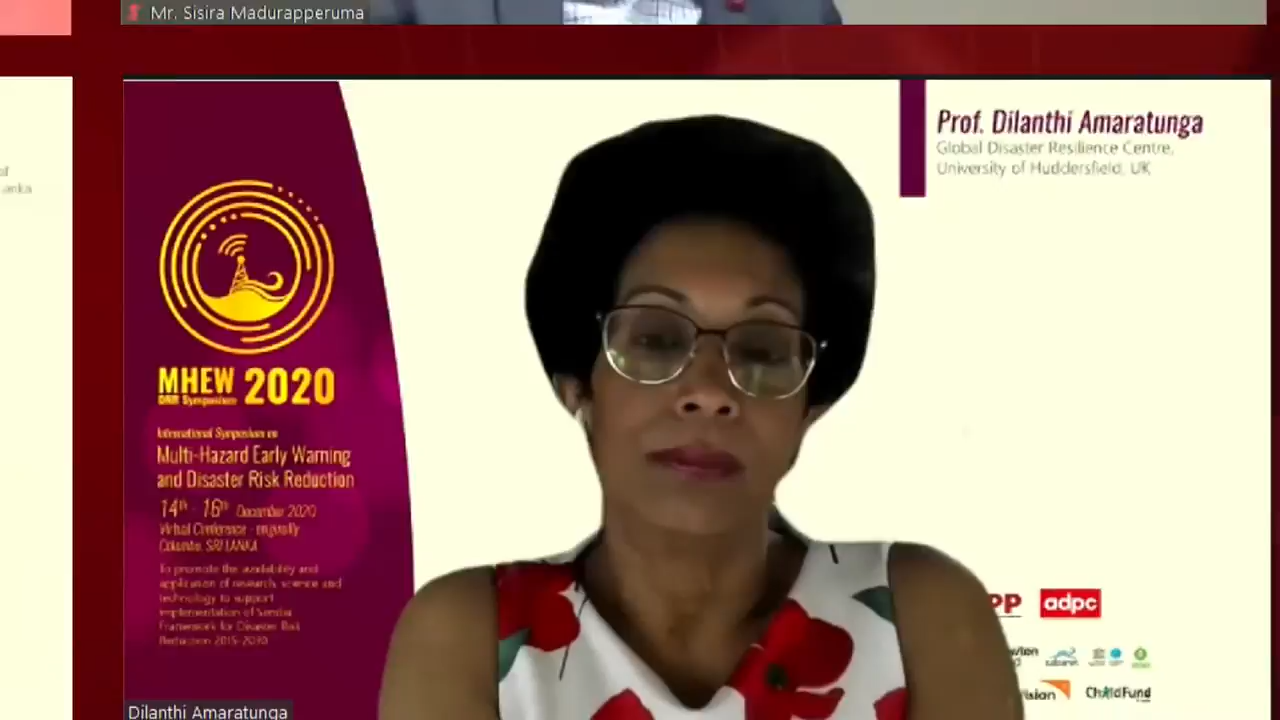 Mr. Sisira Madurapperuma
Prof. Dilanthi Amaratunga
Global Disaster Resilience Centre,
University of Huddersfield, UK
MHEW 2020
DRR Symposium
International Symposium on
Multi-Hazard Early Warning
and Disaster Risk Reduction
14th - 16th December 2020
Virtual Conference - originally
Colombo, SRI LANKA
To promote the availability and
application of research, science and
technology to support
implementation of Sendai
Framework for Disaster Risk
Reduction 2015-2030
PP
adpc
ChildFund
Dilanthi Amaratunga